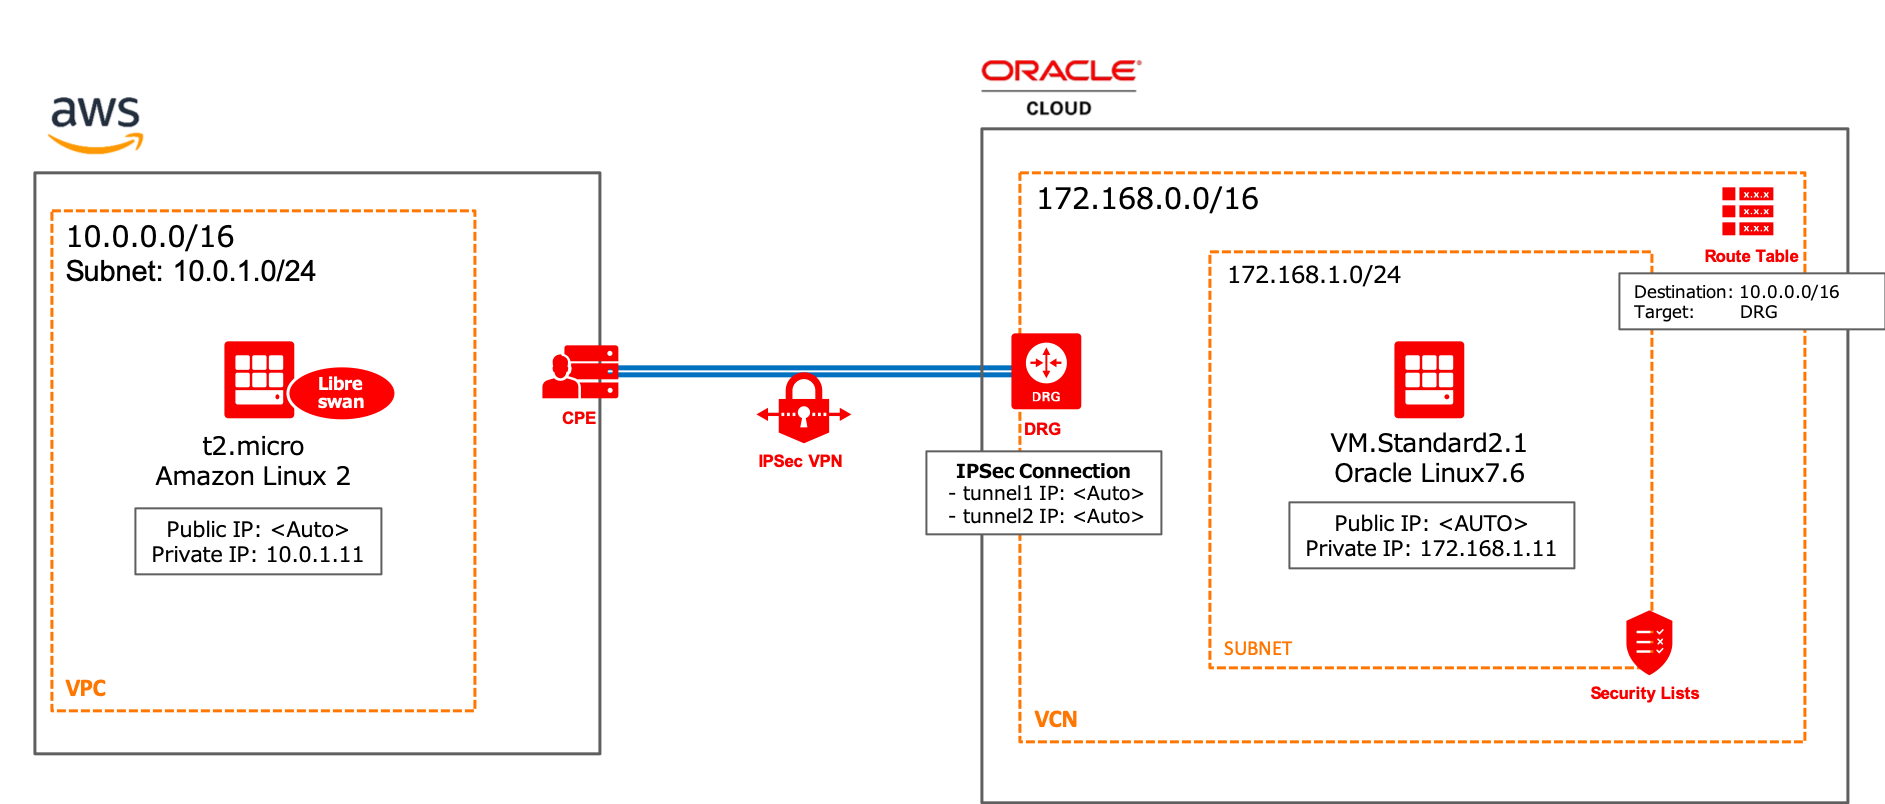 aws
10.0.0.0/16
Subnet: 10.0.1.0/24
Libre
swan
t2.micro
Amazon Linux 2
Public IP: <Auto>
Private IP: 10.0.1.11
VPC
CPE
IPSec VPN
ORACLE®
CLOUD
172.168.0.0/16
x.x.x
x.x.x
x.x.x
Route Table
Destination: 10.0.0.0/16
Target: DRG
172.168.1.0/24
DRG
DRG
IPSec Connection
- tunnel1 IP: <Auto>
- tunnel2 IP: <Auto>
VM.Standard2.1
Oracle Linux7.6
Public IP: <AUTO>
Private IP: 172.168.1.11
SUBNET
Security Lists
VCN